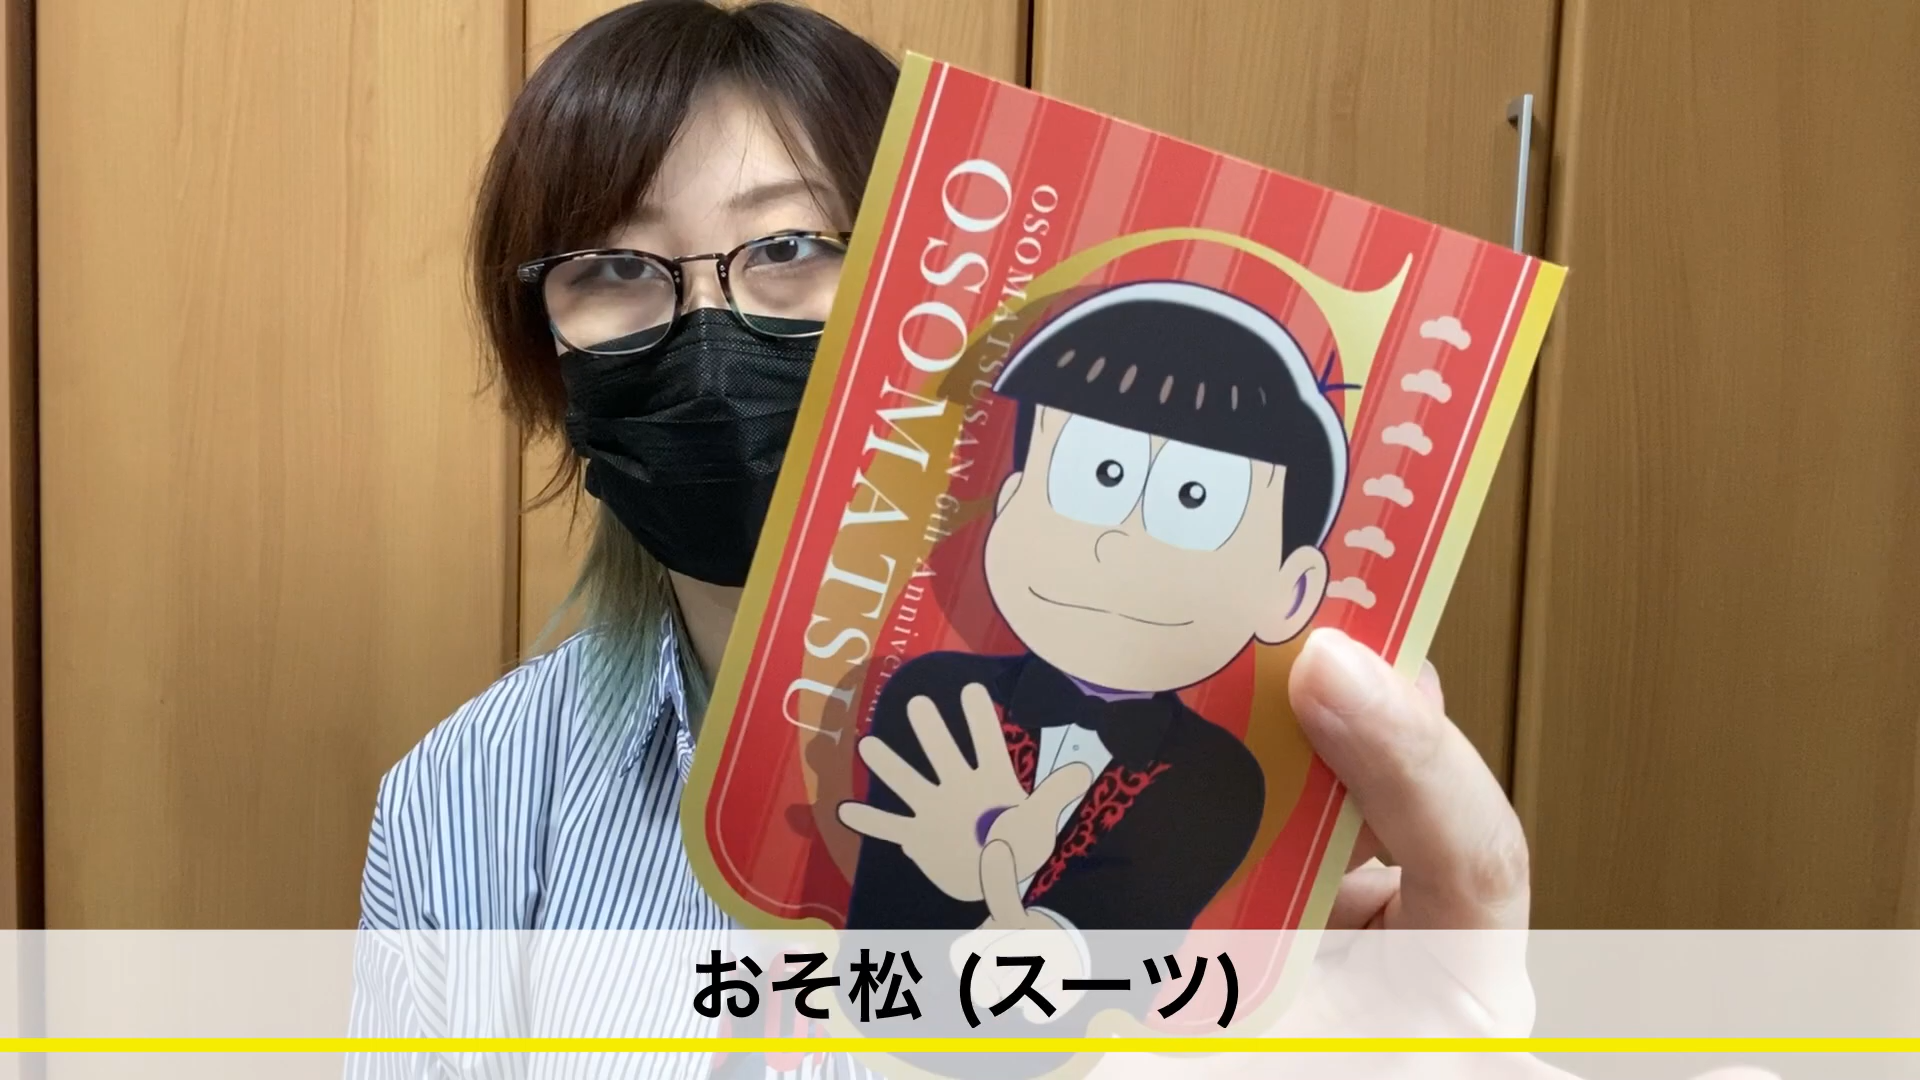 OSOMATSU
OSOMATSUSAN 6th Anniversary
おそ松 (スーツ)